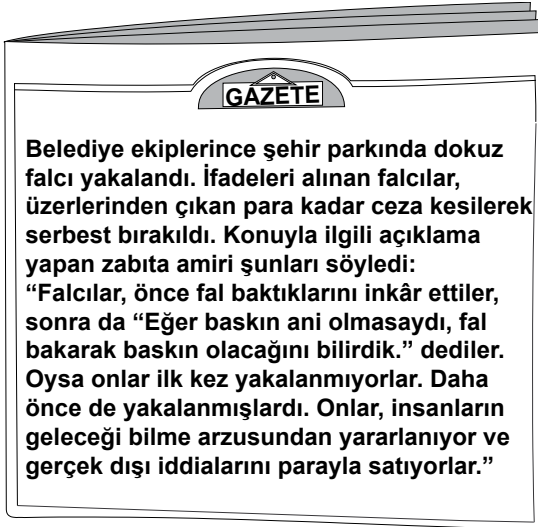 GAZETE
Belediye ekiplerince şehir parkında dokuz
falcı yakalandı. İfadeleri alınan falcılar,
üzerlerinden çıkan para kadar ceza kesilerek
serbest bırakıldı. Konuyla ilgili açıklama
yapan zabıta amiri şunları söyledi:
“Falcılar, önce fal baktıklarını inkâr ettiler,
sonra da “Eğer baskın ani olmasaydı, fal
bakarak baskın olacağını bilirdik.” dediler.
Oysa onlar ilk kez yakalanmıyorlar. Daha
önce de yakalanmışlardı. Onlar, insanların
geleceği bilme arzusundan yararlanıyor ve
gerçek dışı iddialarını parayla satıyorlar.”